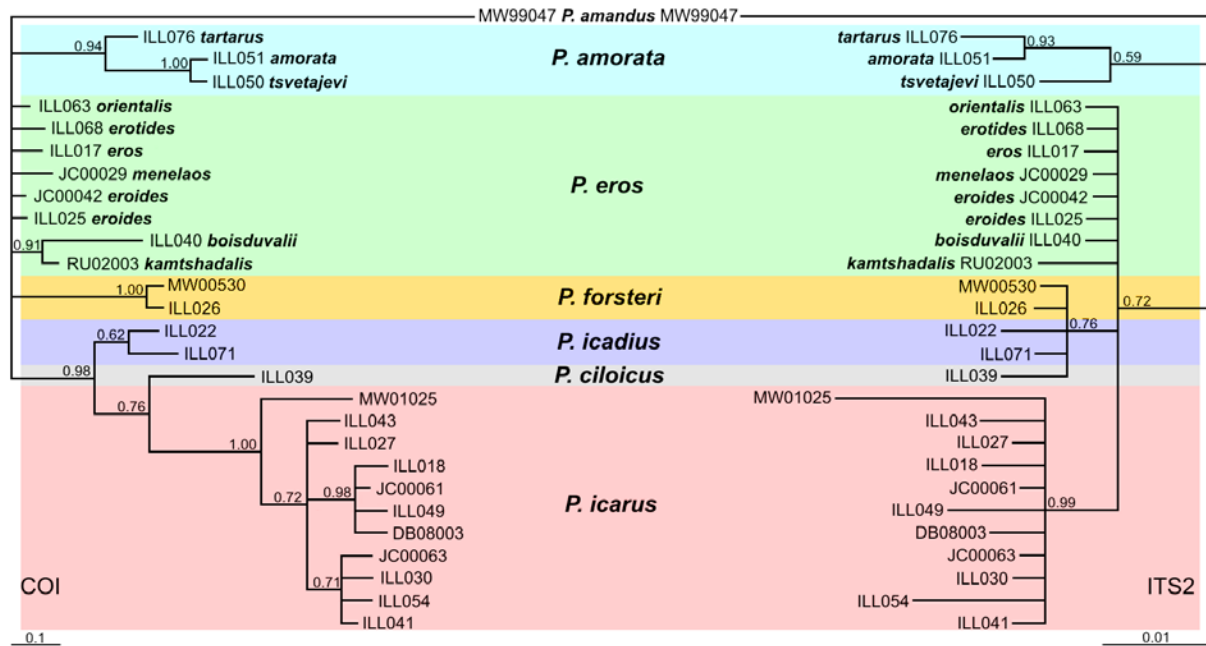 MW99047 P. amandus MW99047
0.94 ILL076 tartarus tartarus ILL076 0.93
1.00 ILL051 amorata P. amorata amorata ILL051 0.59
ILL050 tsvetajevi tsvetajevi ILL050
ILL063 orientalis orientalis ILL063
ILL068 erotides erotides ILL068
ILL017 eros eros ILL017
JC00029 menelaos P. eros menelaos JC00029
JC00042 eroides eroides JC00042
ILL025 eroides eroides ILL025
0.91 ILL040 boisduvalii boisduvalii ILL040
RU02003 kamtshadalis kamtshadalis RU02003
1.00 MW00530 P. forsteri MW00530 0.72
ILL026 ILL026
0.62 ILL022 P. icadius ILL022 0.76
ILL071 ILL071
0.98 ILL039 P. ciloicus ILL039
0.76 MW01025 MW01025
ILL043 ILL043
1.00 ILL027 ILL027
ILL018 ILL018
0.72 0.98 JC00061 JC00061
ILL049 P. icarus ILL049 0.99
DB08003 DB08003
JC00063 JC00063
0.71 ILL030 ILL030
COI ITS2
ILL054 ILL054
ILL041 ILL041
0.1 0.01